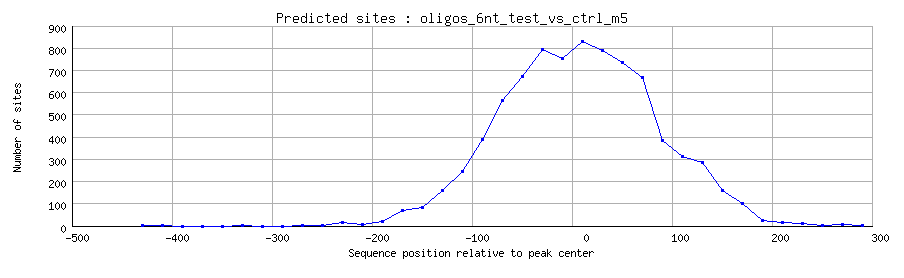 Predicted sites : oligos_6nt_test_vs_ctrl_m5
900
800
700
600
500
400
300
200
100
0
Number of sites
-500 -400 -300 -200 -100 0 100 200 300
Sequence position relative to peak center